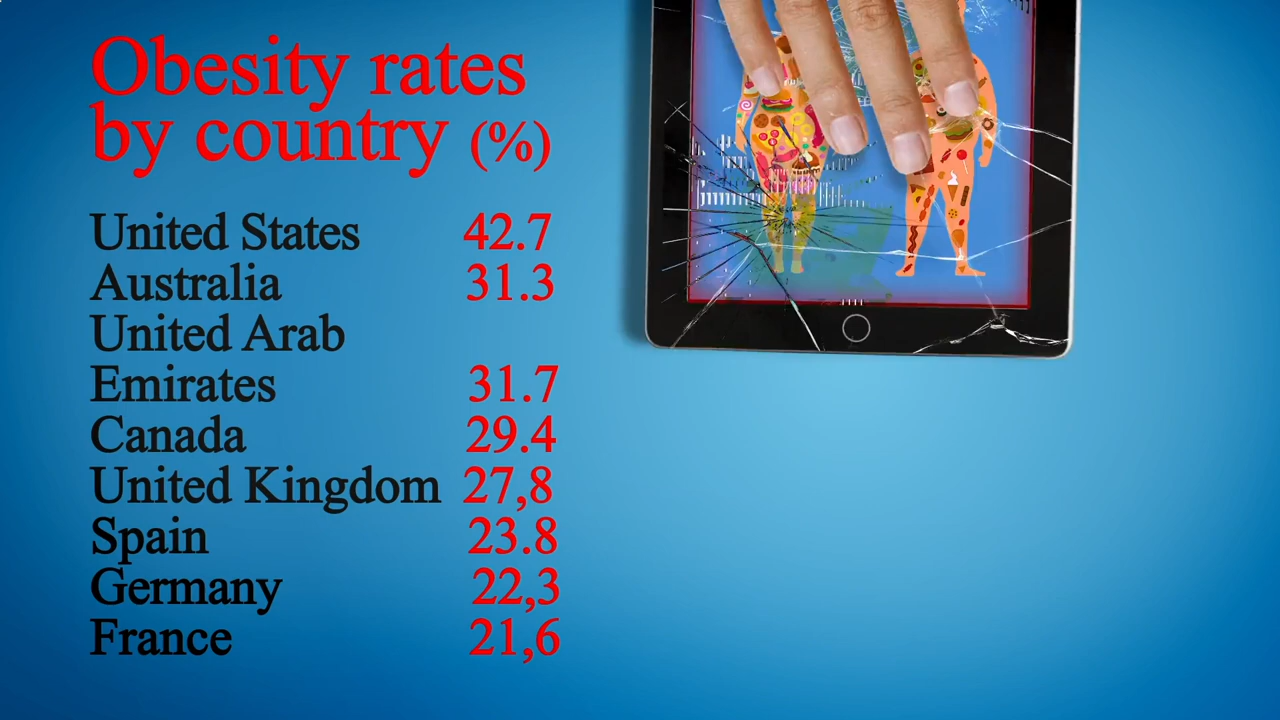 Obesity rates
by country (%)
United States 42.7
Australia 31.3
United Arab
Emirates 31.7
Canada 29.4
United Kingdom 27,8
Spain 23.8
Germany 22,3
France 21,6